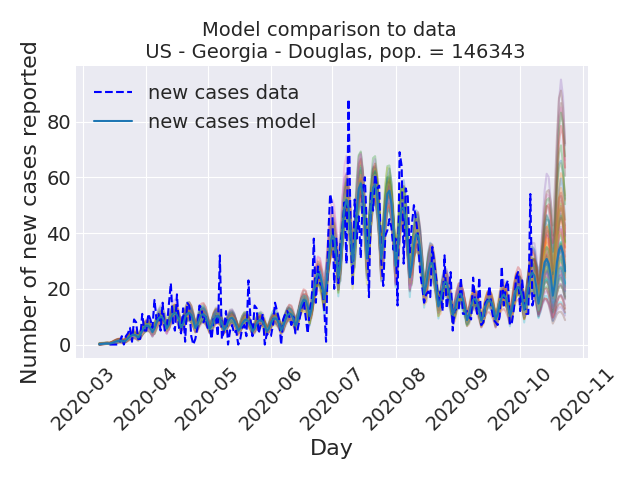 Model comparison to data
US - Georgia - Douglas, pop. = 146343
Number of new cases reported
new cases data
new cases model
80
60
40
20
0
2020-03
2020-04
2020-05
2020-06
2020-07
2020-08
2020-09
2020-10
2020-11
Day